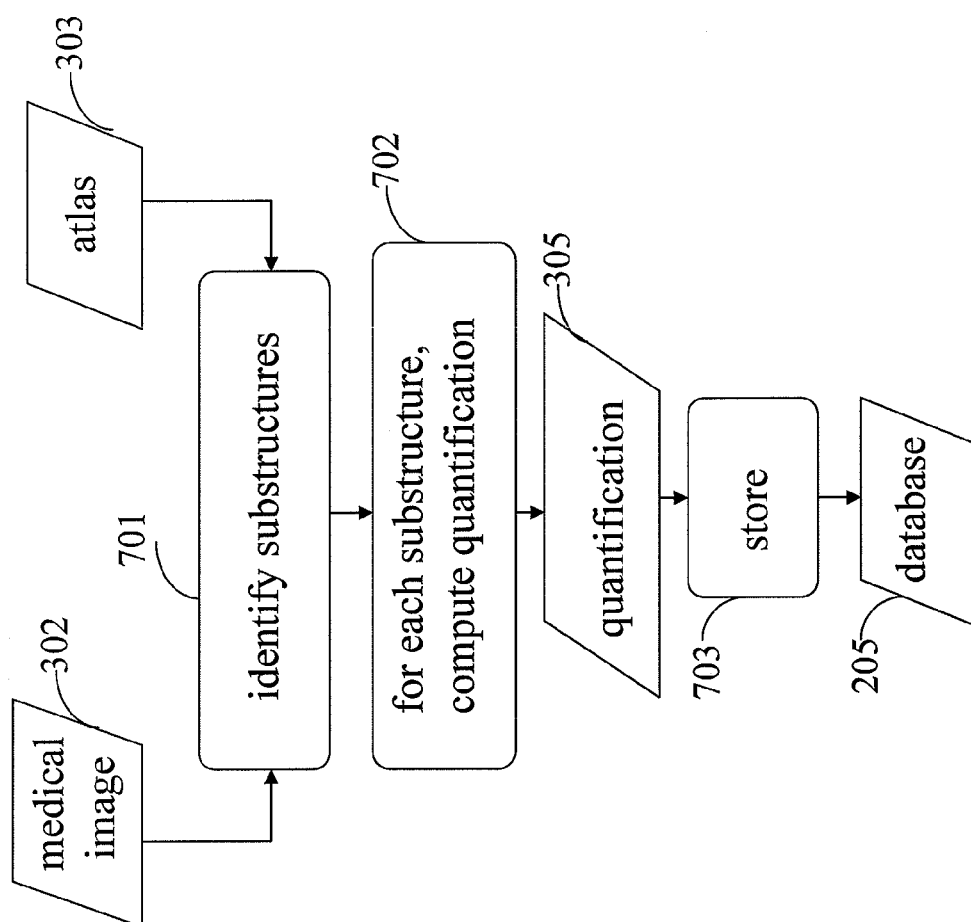 302
medical
image
303
atlas
701
identify substructures
702
for each substructure,
compute quantification
305
quantification
703
store
205
database